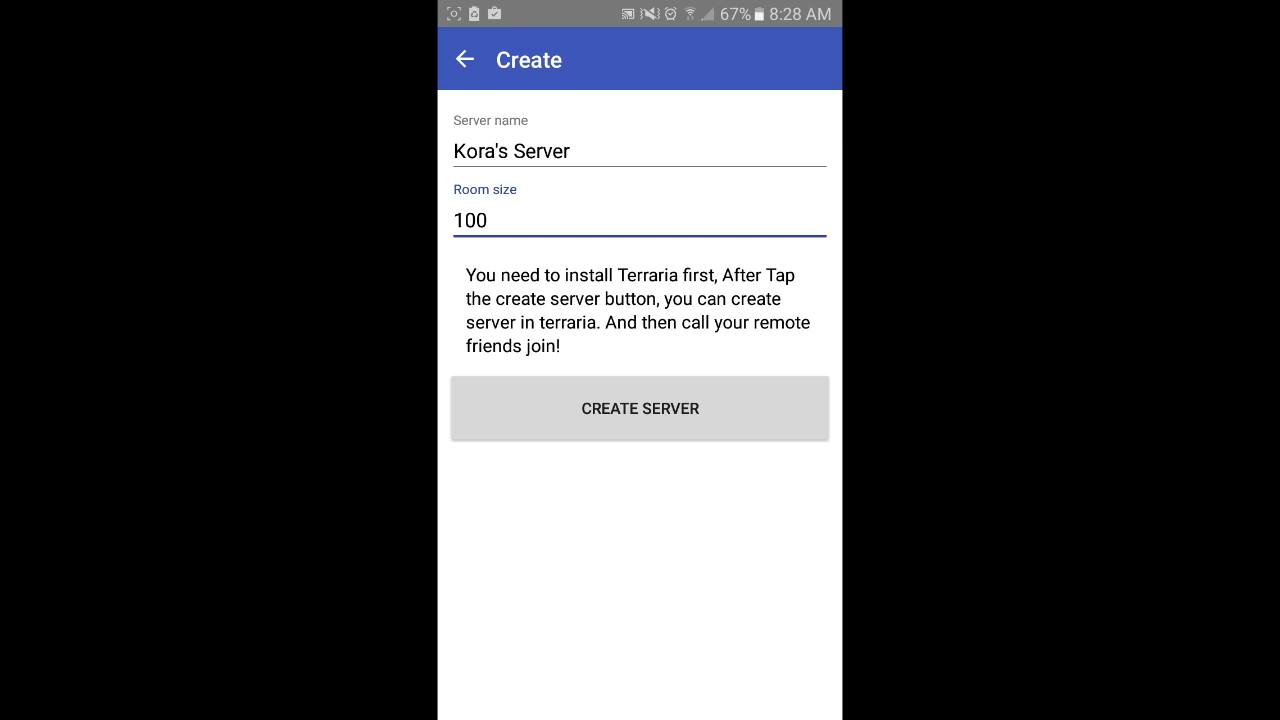 67% 8:28 AM
Create
Server name
Kora's Server
Room size
100
You need to install Terraria first, After Tap
the create server button, you can create
server in terraria. And then call your remote
friends join!
CREATE SERVER